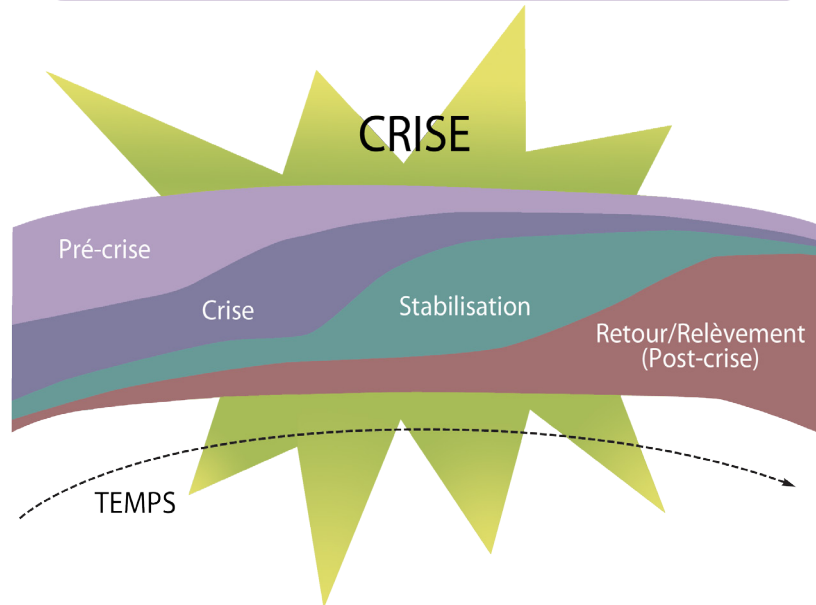 CRISE
Pré-crise
Crise
Stabilisation
Retour/Relèvement
(Post-crise)
TEMPS